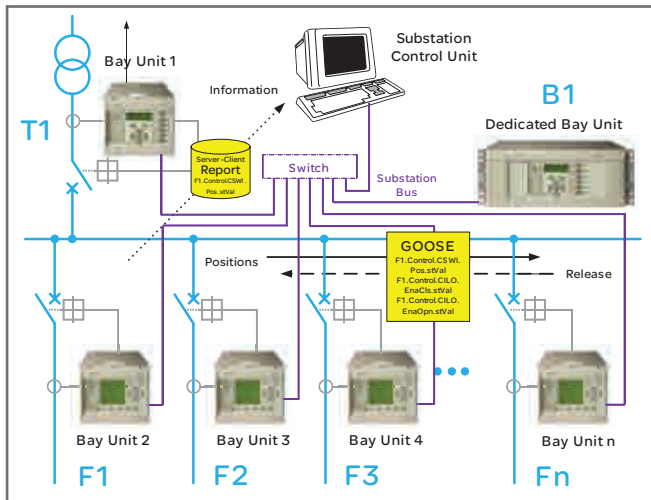 Substation
Control Unit
Bay Unit 1
Information
B1
Dedicated Bay Unit
T1
Server-Client
Report
F1.Control.CSWI.
Pos.stVal
Switch
Substation
Bus
GOOSE
F1.Control.CSWI.
Pos.stVal
F1.Control.CILO.
EnaCls.stVal
F1.Control.CILO.
EnaOpn.stVal
Positions
Release
Bay Unit 2
Bay Unit 3
Bay Unit 4
Bay Unit n
F1
F2
F3
Fn